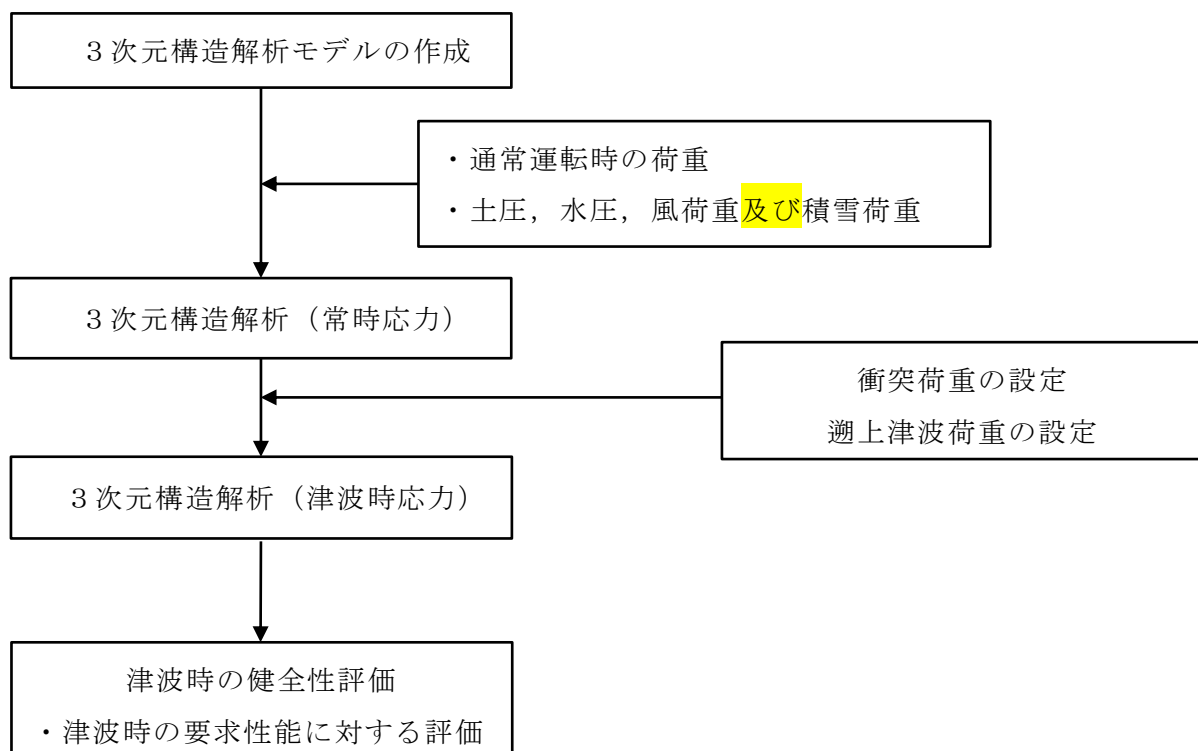 ３次元構造解析モデルの作成
・通常運転時の荷重
・土圧，水圧，風荷重及び積雪荷重
３次元構造解析（常時応力）
衝突荷重の設定
遡上津波荷重の設定
３次元構造解析（津波時応力）
津波時の健全性評価
・津波時の要求性能に対する評価